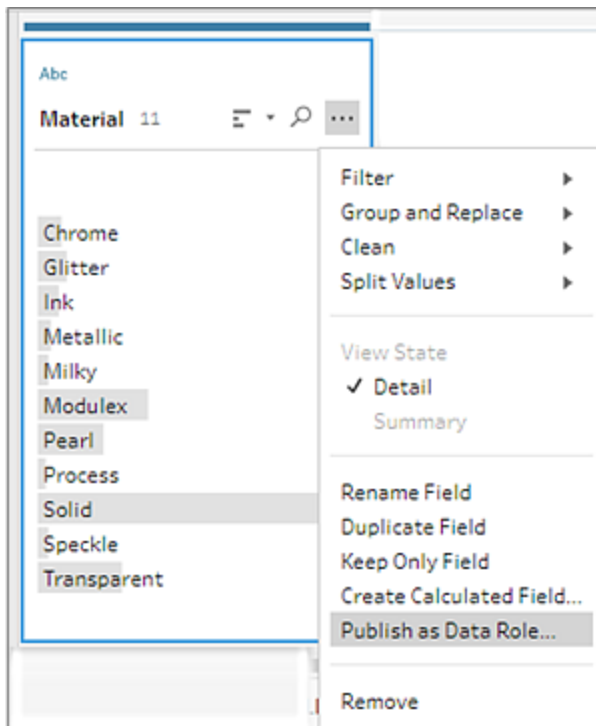 Abc
Material 11
Chrome
Glitter
Ink
Metallic
Milky
Modulex
Pearl
Process
Solid
Speckle
Transparent
Filter
Group and Replace
Clean
Split Values
View State
Detail
Summary
Rename Field
Duplicate Field
Keep Only Field
Create Calculated Field...
Publish as Data Role...
Remove